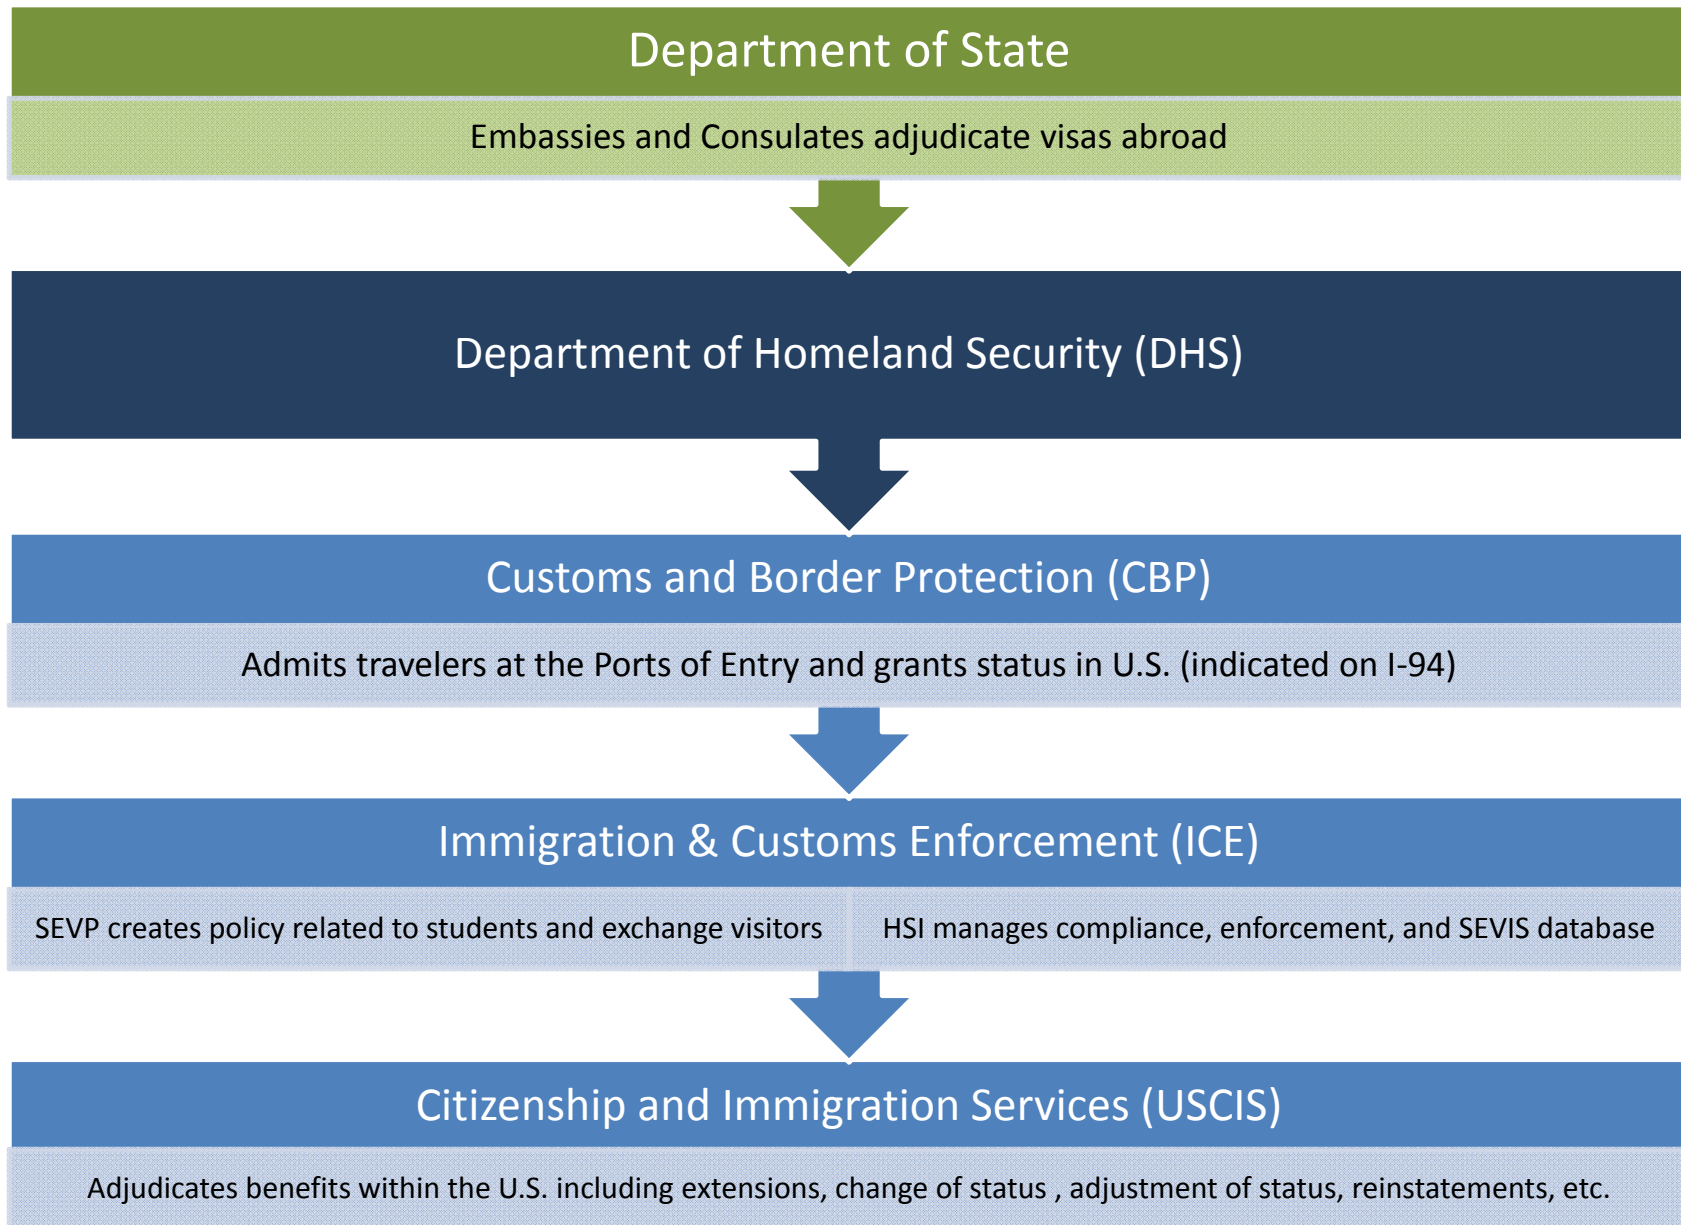 Department of State
Embassies and Consulates adjudicate visas abroad
Department of Homeland Security (DHS)
Customs and Border Protection (CBP)
Admits travelers at the Ports of Entry and grants status in U.S. (indicated on I-94)
Immigration & Customs Enforcement (ICE)
SEVP creates policy related to students and exchange visitors
HSI manages compliance, enforcement, and SEVIS database
Citizenship and Immigration Services (USCIS)
Adjudicates benefits within the U.S. including extensions, change of status , adjustment of status, reinstatements, etc.